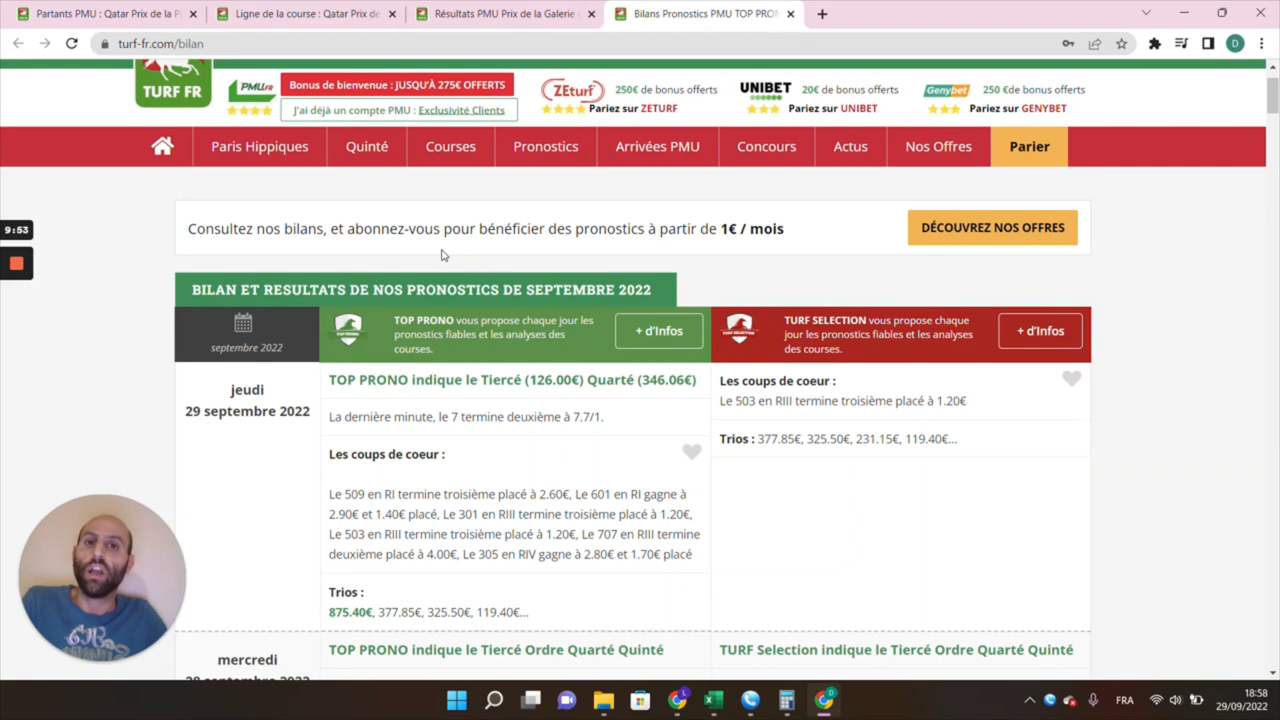 Partants PMU : Qatar Prix de la P
Ligne de la course : Qatar Prix de
Résultats PMU Prix de la Galerie
Bilans Pronostics PMU TOP PRON
turf-fr.com/bilan
D
TURF FR
PMU.FR
Bonus de bienvenue : JUSQU'À 275€ OFFERTS
J'ai déjà un compte PMU : Exclusivité Clients
ZEturf
250€ de bonus offerts
Pariez sur ZETURF
UNIBET
20€ de bonus offerts
Pariez sur UNIBET
Genybet
250 €de bonus offerts
Pariez sur GENYBET
Paris Hippiques
Quinté
Courses
Pronostics
Arrivées PMU
Concours
Actus
Nos Offres
Parier
9:53
Consultez nos bilans, et abonnez-vous pour bénéficier des pronostics à partir de 1€ / mois
DÉCOUVREZ NOS OFFRES
BILAN ET RESULTATS DE NOS PRONOSTICS DE SEPTEMBRE 2022
septembre 2022
TOP PRONO
TOP PRONO vous propose chaque jour les
pronostics fiables et les analyses des
courses.
+ d'Infos
TURF SELECTION vous propose chaque
jour les pronostics fiables et les analyses
des courses.
+ d'Infos
jeudi
29 septembre 2022
TOP PRONO indique le Tiercé (126.00€) Quarté (346.06€)
La dernière minute, le 7 termine deuxième à 7.7/1.
Les coups de coeur :
Le 509 en RI termine troisième placé à 2.60€, Le 601 en RI gagne à
2.90€ et 1.40€ placé, Le 301 en RIII termine troisième placé à 1.20€,
Le 503 en RIII termine troisième placé à 1.20€, Le 707 en RIII termine
deuxième placé à 4.00€, Le 305 en RIV gagne à 2.80€ et 1.70€ placé
Trios :
875.40€, 377.85€, 325.50€, 119.40€...
Les coups de coeur :
Le 503 en RIII termine troisième placé à 1.20€
Trios : 377.85€, 325.50€, 231.15€, 119.40€...
mercredi
TOP PRONO indique le Tiercé Ordre Quarté Quinté
TURF Selection indique le Tiercé Ordre Quarté Quinté
28 septembre 2022
FRA
18:58
29/09/2022